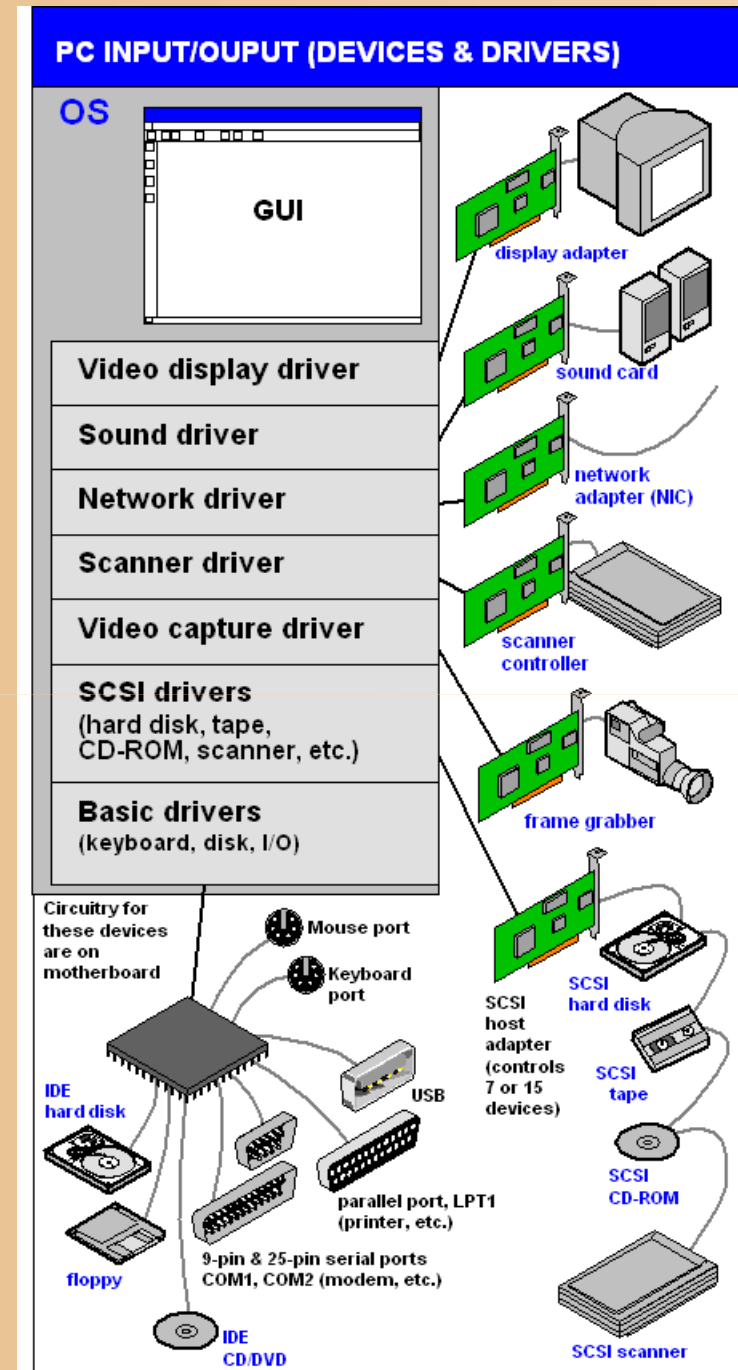 PC INPUT/OUPUT (DEVICES & DRIVERS)
OS
GUI
display adapter
sound card
Video display driver
Sound driver
Network driver
Scanner driver
Video capture driver
SCSI drivers
(hard disk, tape,
CD-ROM, scanner, etc.)
Basic drivers
(keyboard, disk, I/O)
network
adapter (NIC)
scanner
controller
frame grabber
Circuitry for
these devices
are on
motherboard
Mouse port
Keyboard
port
USB
IDE
hard disk
floppy
IDE
CD/DVD
9-pin & 25-pin serial ports
COM1, COM2 (modem, etc.)
parallel port, LPT1
(printer, etc.)
SCSI
host
adapter
(controls
7 or 15
devices)
SCSI
hard disk
SCSI
tape
SCSI
CD-ROM
SCSI scanner